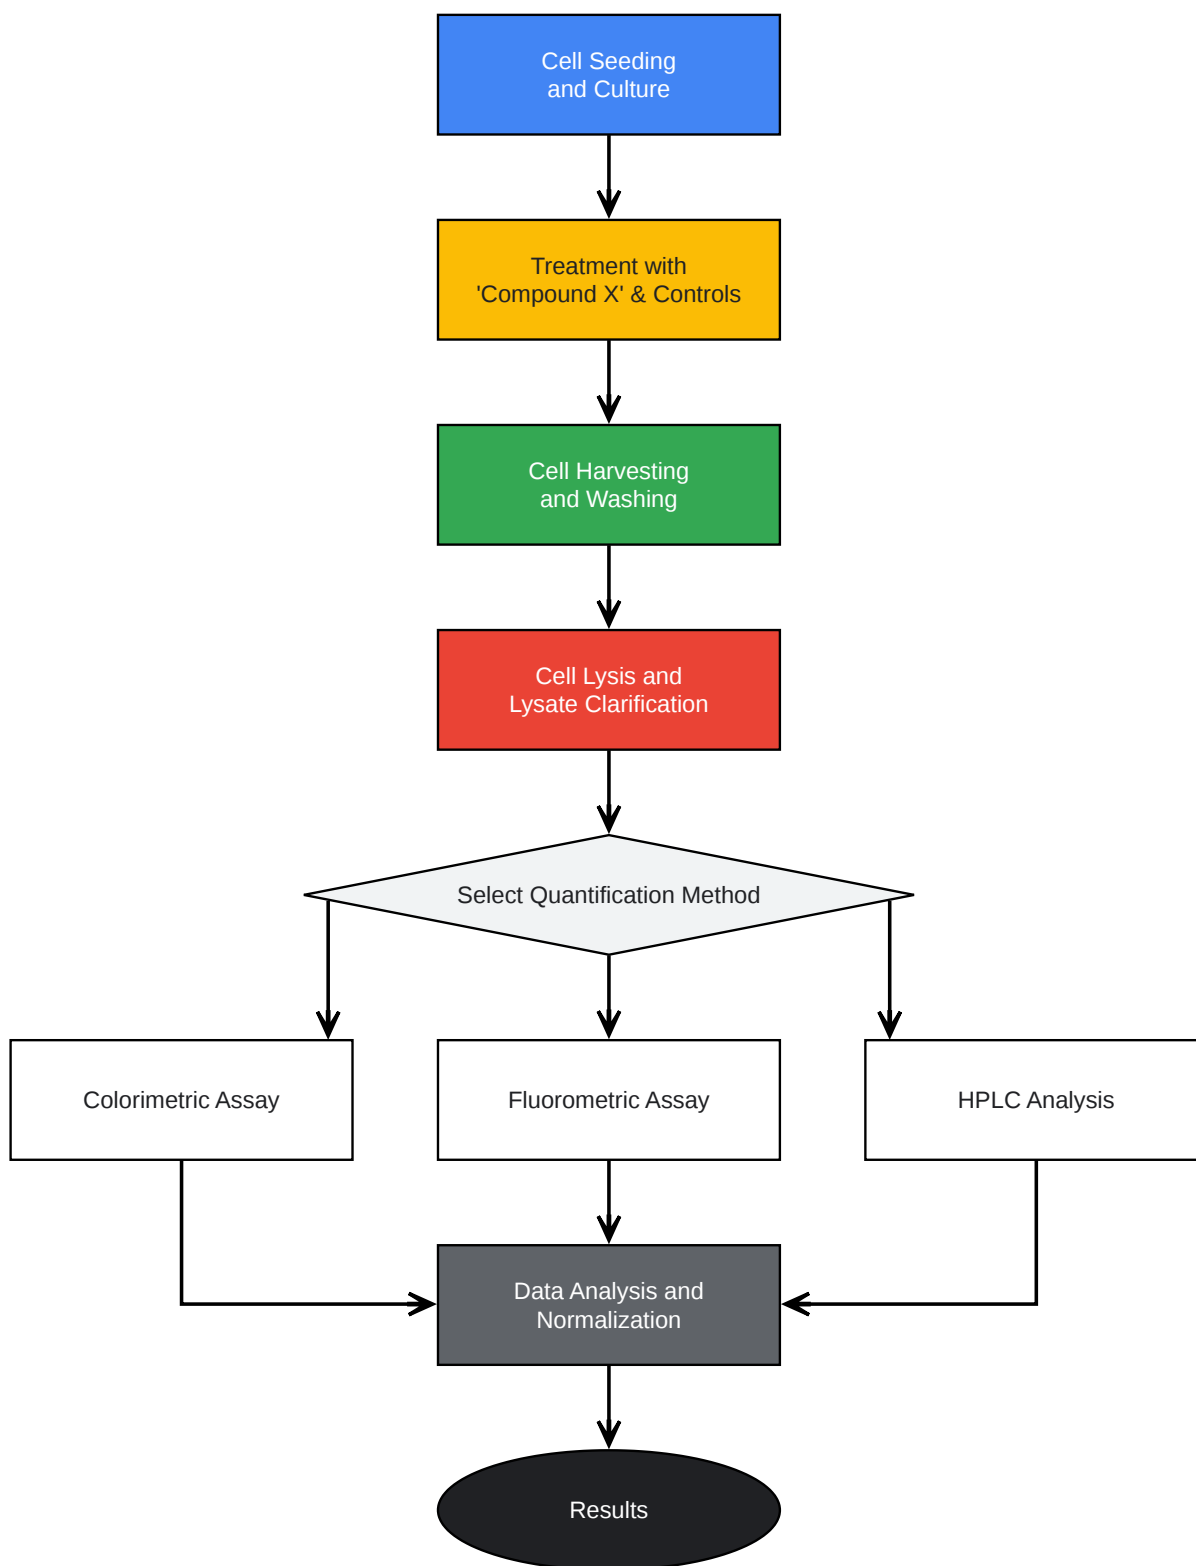 Cell Seeding
and Culture
Treatment with
'Compound X' & Controls
Cell Harvesting
and Washing
Cell Lysis and
Lysate Clarification
Select Quantification Method
Colorimetric Assay
Fluorometric Assay
HPLC Analysis
Data Analysis and
Normalization
Results